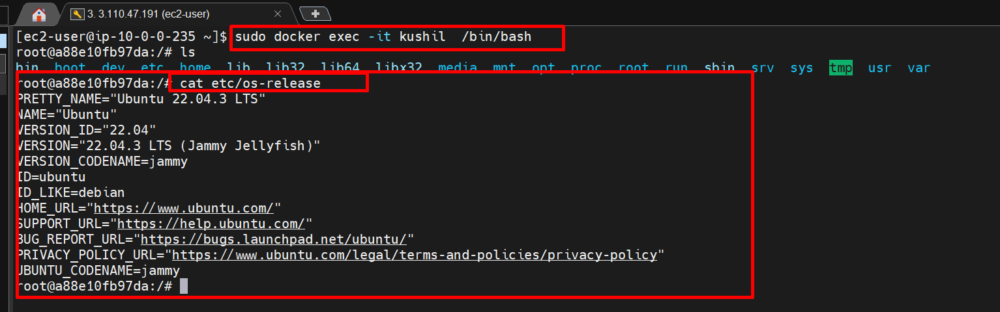 3. 3.110.47.191 (ec2-user)
[ec2-user@ip-10-0-0-235 ~]$ sudo docker exec -it kushil  /bin/bash
root@a88e10fb97da:/# ls
bin  boot  dev  etc  home  lib  lib32  lib64  libx32  media  mnt  opt  proc  root  run  sbin  srv  sys  tmp  usr  var
root@a88e10fb97da:/# cat etc/os-release
PRETTY_NAME="Ubuntu 22.04.3 LTS"
NAME="Ubuntu"
VERSION_ID="22.04"
VERSION="22.04.3 LTS (Jammy Jellyfish)"
VERSION_CODENAME=jammy
ID=ubuntu
ID_LIKE=debian
HOME_URL="https://www.ubuntu.com/"
SUPPORT_URL="https://help.ubuntu.com/"
BUG_REPORT_URL="https://bugs.launchpad.net/ubuntu/"
PRIVACY_POLICY_URL="https://www.ubuntu.com/legal/terms-and-policies/privacy-policy"
UBUNTU_CODENAME=jammy
root@a88e10fb97da:/#